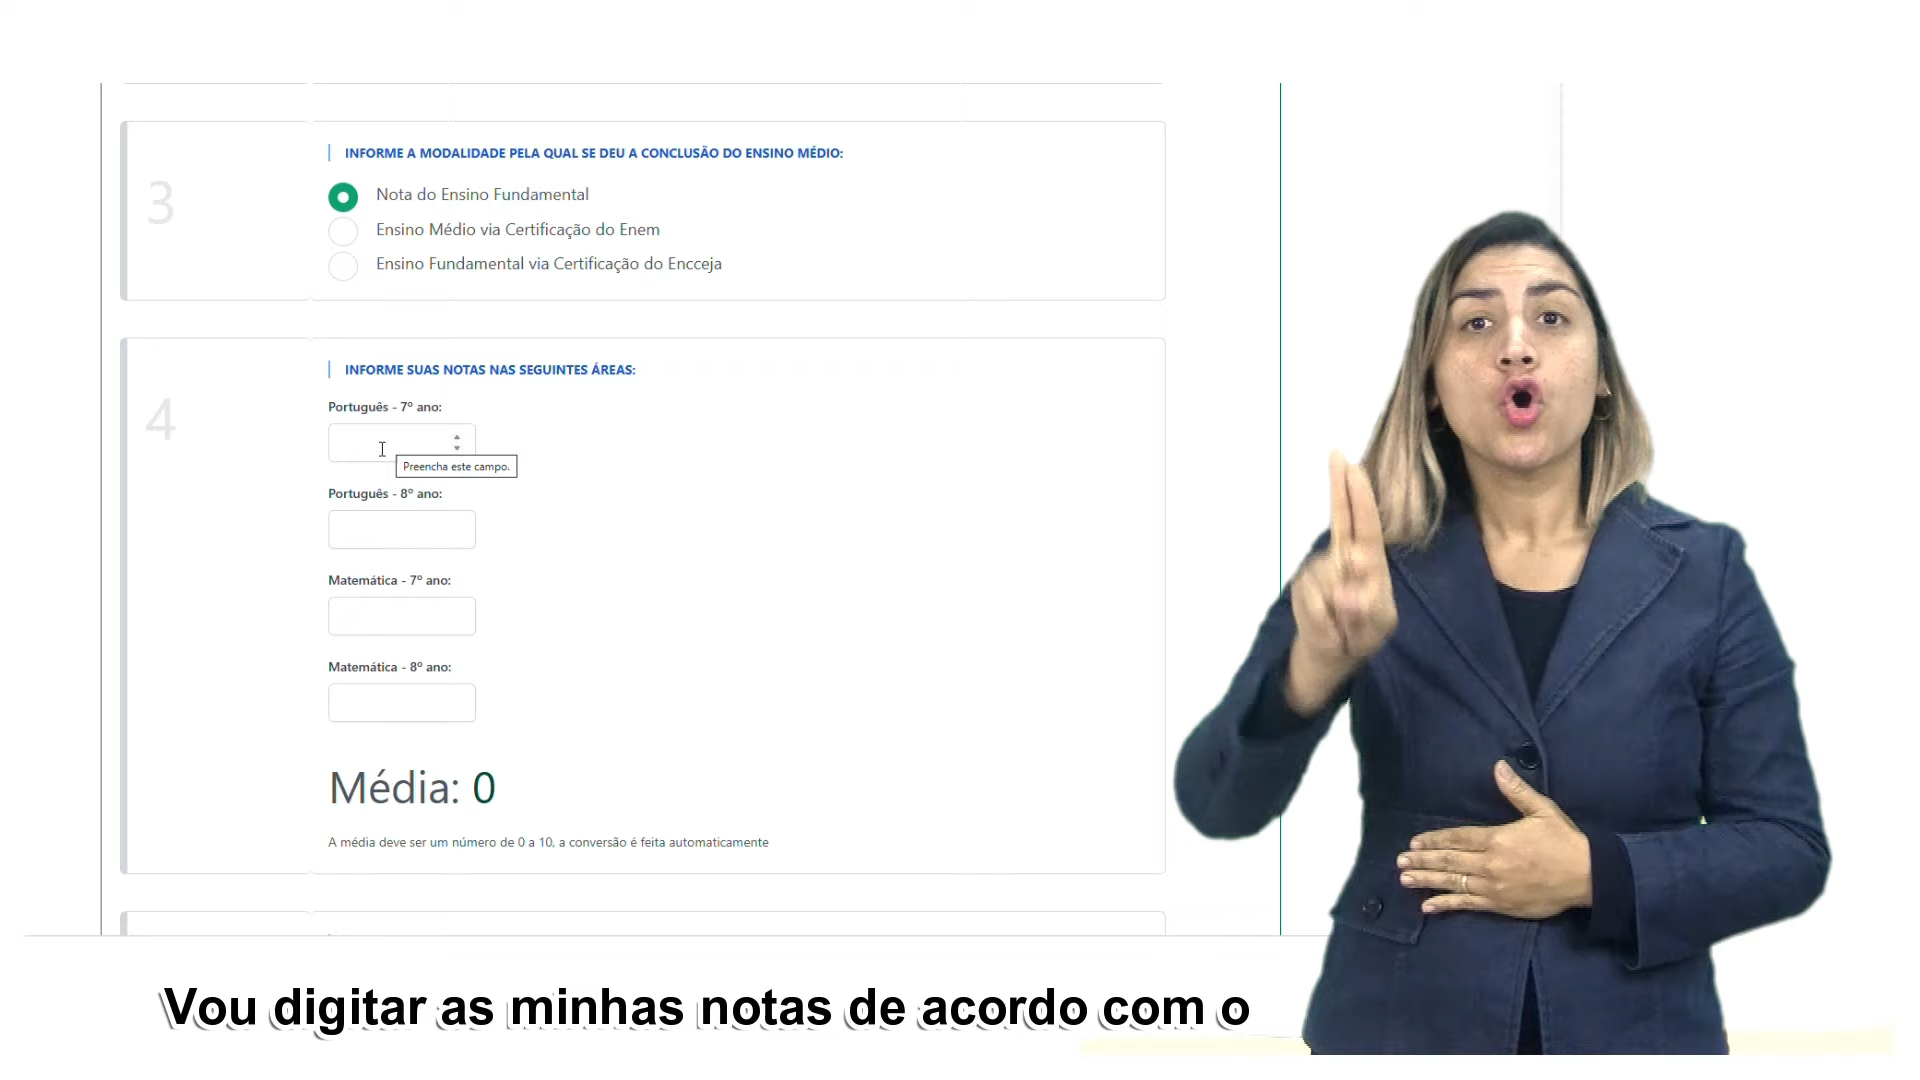 3
INFORME A MODALIDADE PELA QUAL SE DEU A CONCLUSÃO DO ENSINO MÉDIO:
Nota do Ensino Fundamental
Ensino Médio via Certificação do Enem
Ensino Fundamental via Certificação do Encceja
4
INFORME SUAS NOTAS NAS SEGUINTES ÁREAS:
Português - 7º ano:
Preencha este campo.
Português - 8º ano:
Matemática - 7º ano:
Matemática - 8º ano:
Média: 0
A média deve ser um número de 0 a 10, a conversão é feita automaticamente
Vou digitar as minhas notas de acordo com o